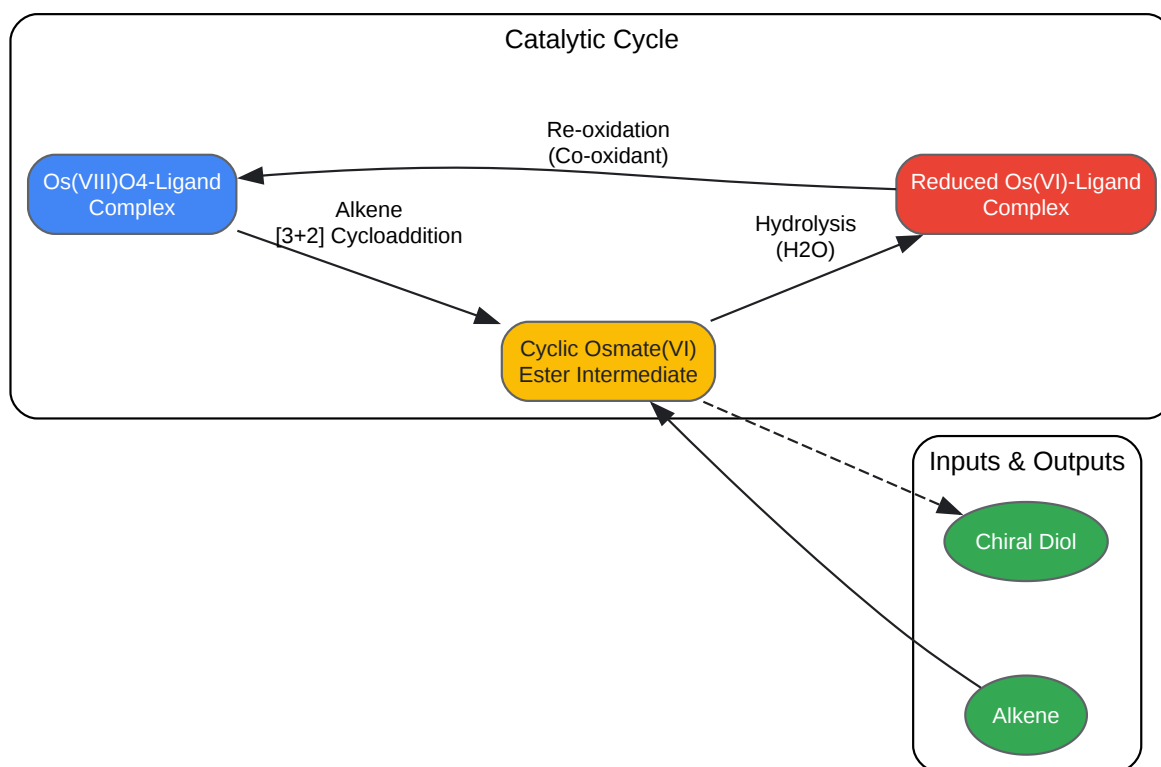 Catalytic Cycle
Re-oxidation
(Co-oxidant)
Os(VIII)O4-Ligand
Complex
Reduced Os(VI)-Ligand
Complex
Alkene
[3+2] Cycloaddition
Hydrolysis
(H2O)
Cyclic Osmate(VI)
Ester Intermediate
Inputs & Outputs
Chiral Diol
Alkene